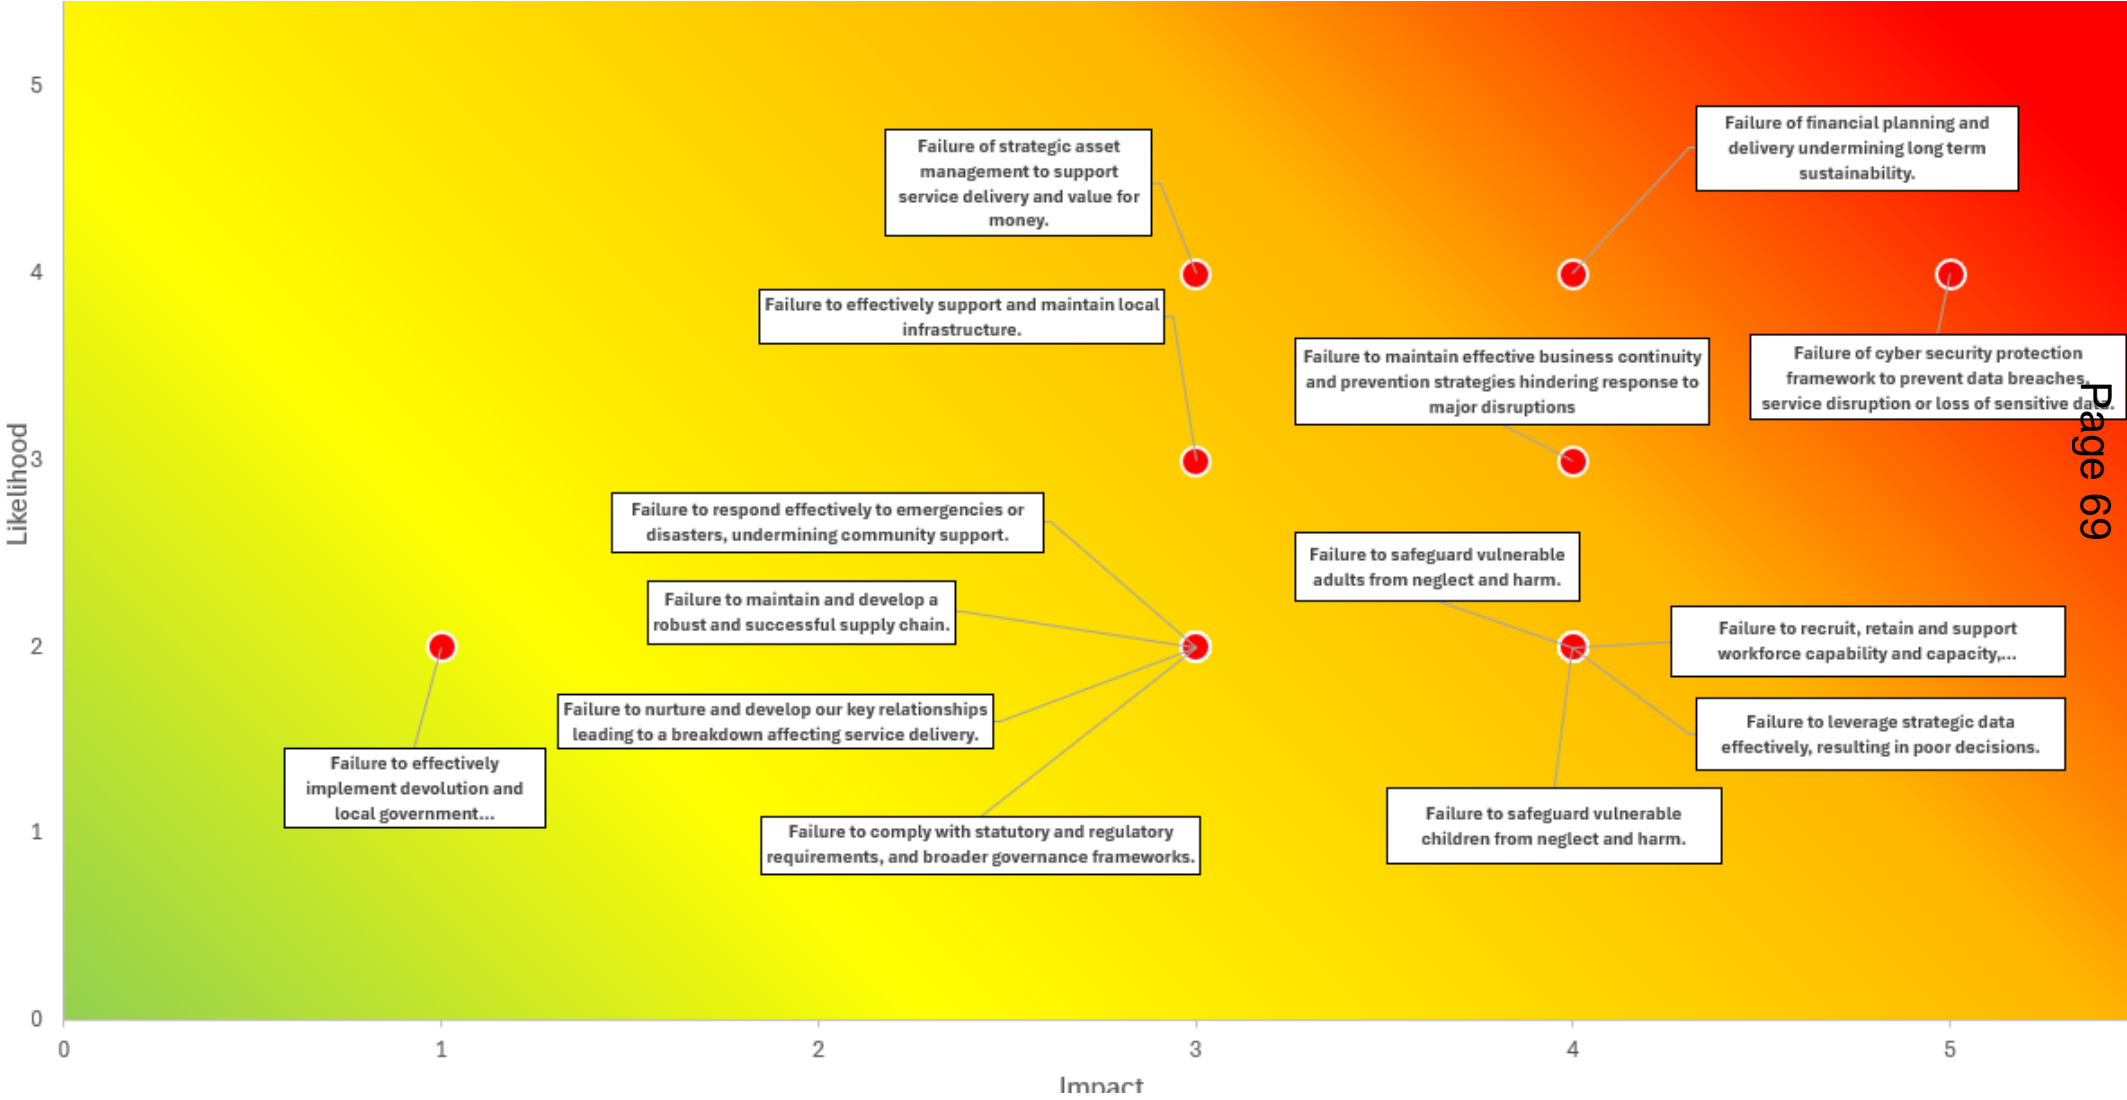 5
4
3
2
1
0
Likelihood
0
1
2
3
4
5
Impact
Failure of strategic asset
management to support
service delivery and value for
money.
Failure of financial planning and
delivery undermining long term
sustainability.
Failure to effectively support and maintain local
infrastructure.
Failure to maintain effective business continuity
and prevention strategies hindering response to
major disruptions
Failure of cyber security protection
framework to prevent data breaches,
service disruption or loss of sensitive data.
Page 69
Failure to respond effectively to emergencies or
disasters, undermining community support.
Failure to safeguard vulnerable
adults from neglect and harm.
Failure to maintain and develop a
robust and successful supply chain.
Failure to recruit, retain and support
workforce capability and capacity,...
Failure to nurture and develop our key relationships
leading to a breakdown affecting service delivery.
Failure to leverage strategic data
effectively, resulting in poor decisions.
Failure to effectively
implement devolution and
local government...
Failure to comply with statutory and regulatory
requirements, and broader governance frameworks.
Failure to safeguard vulnerable
children from neglect and harm.